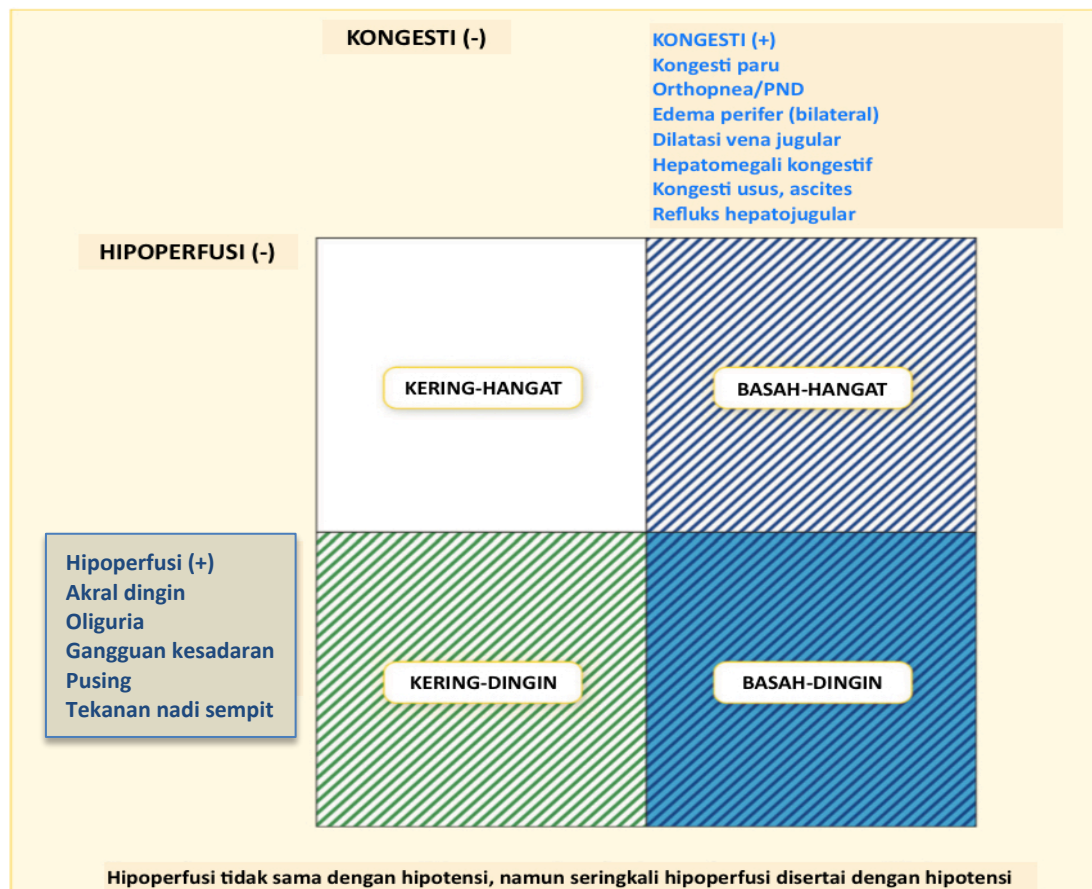 KONGESTI (-)
KONGESTI (+)
Kongesti paru
Orthopnea/PND
Edema perifer (bilateral)
Dilatasi vena jugular
Hepatomegali kongestif
Kongesti usus, ascites
Refluks hepatojugular
HIPOPERFUSI (-)
KERING-HANGAT
BASAH-HANGAT
Hipoperfusi (+)
Akral dingin
Oliguria
Gangguan kesadaran
Pusing
Tekanan nadi sempit
KERING-DINGIN
BASAH-DINGIN
Hipoperfusi tidak sama dengan hipotensi, namun seringkali hipoperfusi disertai dengan hipotensi